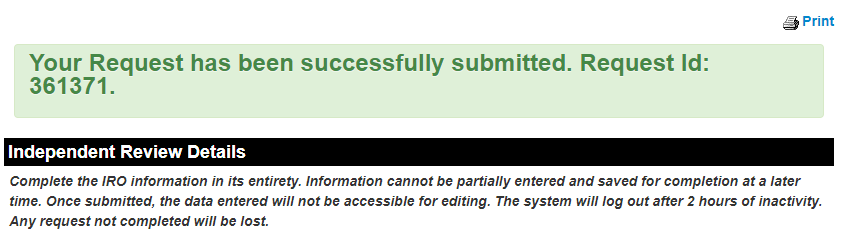 Print
Your Request has been successfully submitted. Request Id:
361371.
Independent Review Details
Complete the IRO information in its entirety. Information cannot be partially entered and saved for completion at a later
time. Once submitted, the data entered will not be accessible for editing. The system will log out after 2 hours of inactivity.
Any request not completed will be lost.